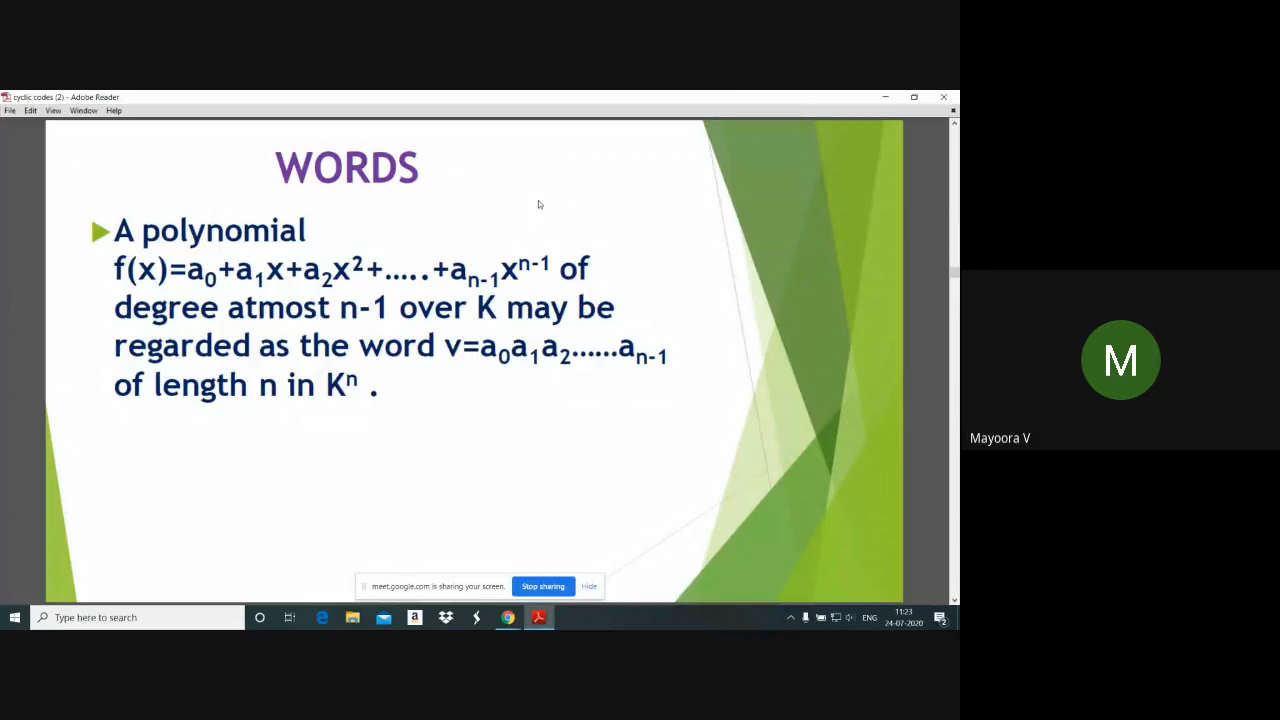 cyclic codes (2) - Adobe Reader
File Edit View Window Help
WORDS
A polynomial
f(x)=a₀+a₁x+a₂x²+.....+aₙ₋₁xⁿ⁻¹ of
degree atmost n-1 over K may be
regarded as the word v=a₀a₁a₂......aₙ₋₁
of length n in Kⁿ .
M
Mayoora V
meet.google.com is sharing your screen. Stop sharing Hide
Type here to search
ENG
11:23
24-07-2020
2